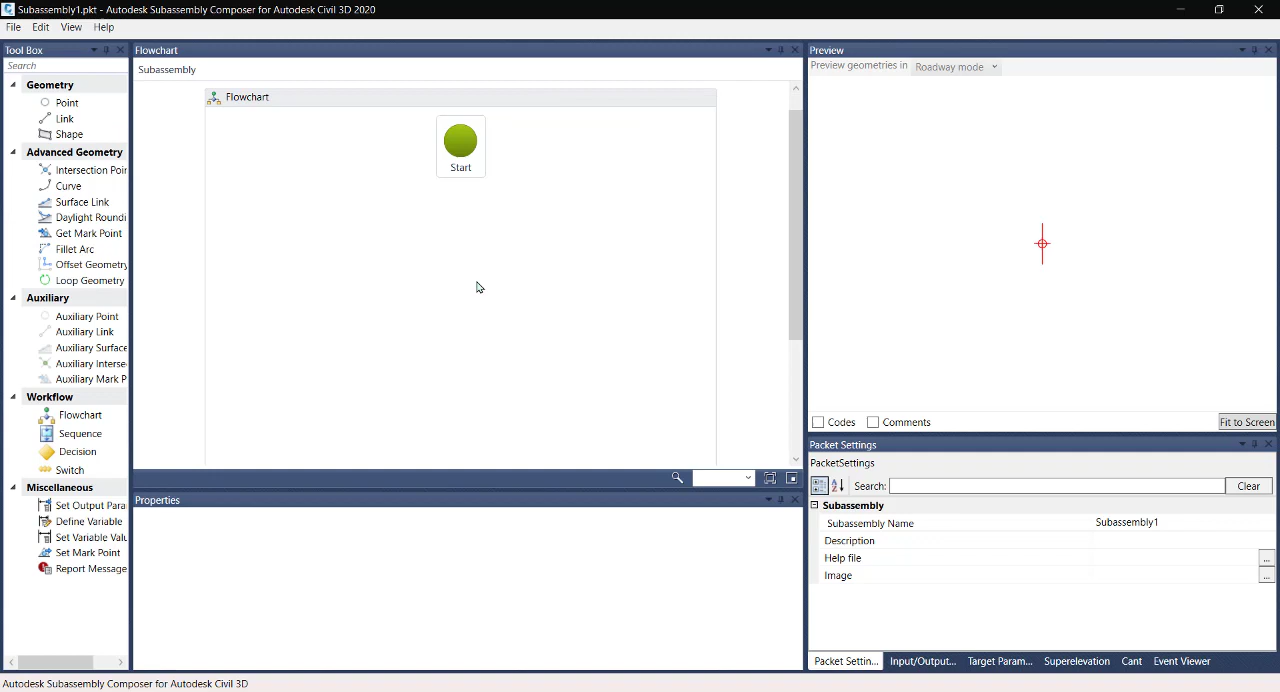 Subassembly1.pkt - Autodesk Subassembly Composer for Autodesk Civil 3D 2020
File Edit View Help
Tool Box
Search
Geometry
Point
Link
Shape
Advanced Geometry
Intersection Poir
Curve
Surface Link
Daylight Roundi
Get Mark Point
Fillet Arc
Offset Geometry
Loop Geometry
Auxiliary
Auxiliary Point
Auxiliary Link
Auxiliary Surface
Auxiliary Interse
Auxiliary Mark P
Workflow
Flowchart
Sequence
Decision
Switch
Miscellaneous
Set Output Para
Define Variable
Set Variable Valu
Set Mark Point
Report Message
Flowchart
Subassembly
Flowchart
Start
Properties
Preview
Preview geometries in Roadway mode
Codes Comments Fit to Screen
Packet Settings
PacketSettings
A Z Search: Clear
Subassembly
Subassembly Name Subassembly1
Description
Help file ...
Image ...
Packet Settin... Input/Output... Target Param... Superelevation Cant Event Viewer
Autodesk Subassembly Composer for Autodesk Civil 3D